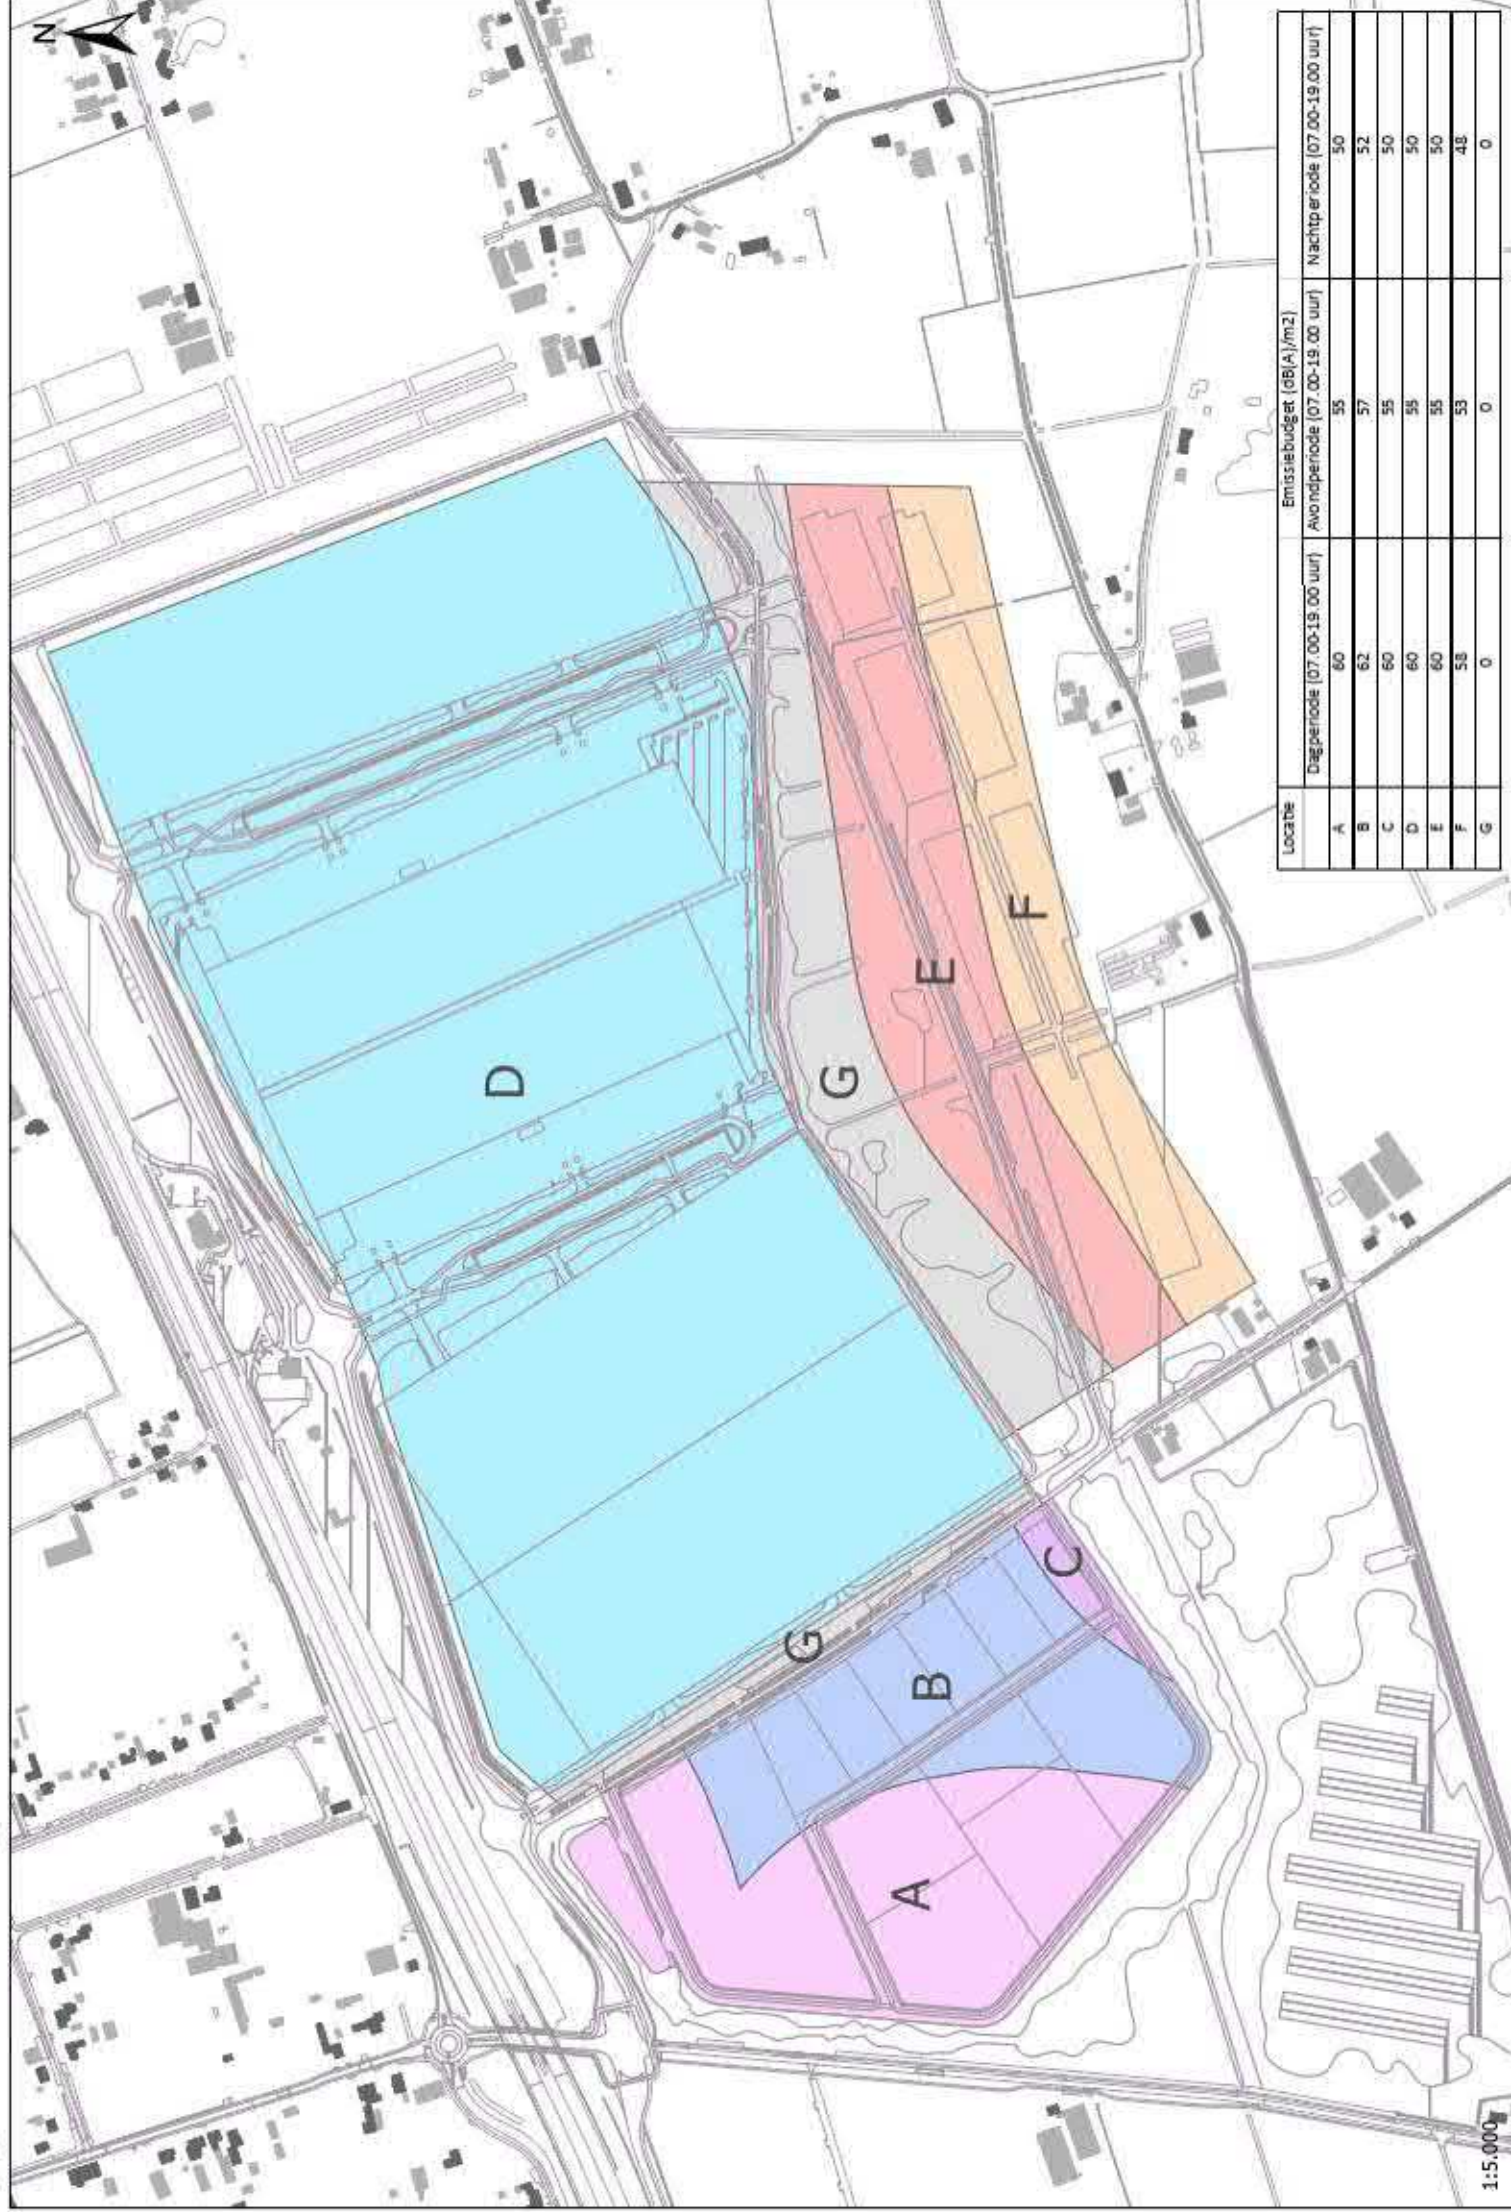 N
D
G
E
F
G
B
C
A
Emissiebudget (dB(A)/m2)
Locatie Dagperiode (07.00-19.00 uur) Avondperiode (07.00-19.00 uur) Nachtperiode (07.00-19.00 uur)
A 60 55 50
B 62 57 52
C 60 55 50
D 60 55 50
E 60 55 50
F 58 53 48
G 0 0 0
1:5.000